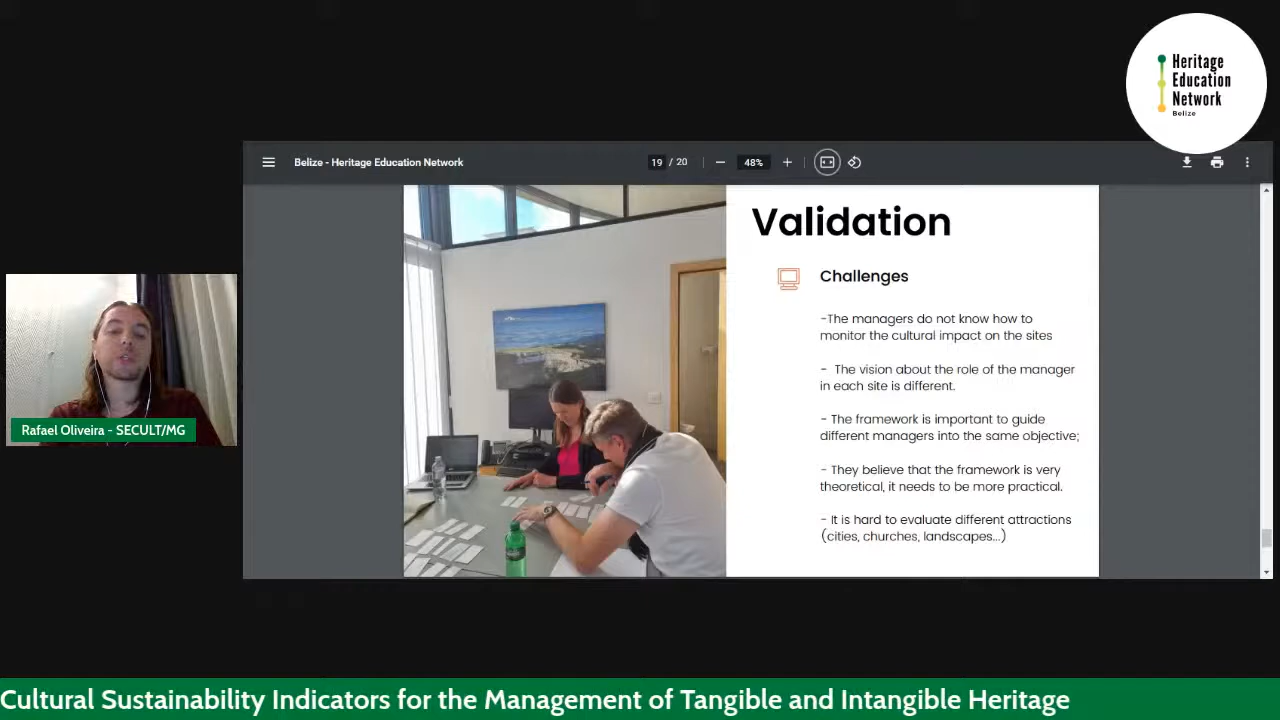 Heritage
Education
Network
Belize
Belize - Heritage Education Network
19 / 20
48%
Validation
Challenges
-The managers do not know how to
monitor the cultural impact on the sites
- The vision about the role of the manager
in each site is different.
- The framework is important to guide
different managers into the same objective;
- They believe that the framework is very
theoretical, it needs to be more practical.
- It is hard to evaluate different attractions
(cities, churches, landscapes...)
Rafael Oliveira - SECULT/MG
Cultural Sustainability Indicators for the Management of Tangible and Intangible Heritage